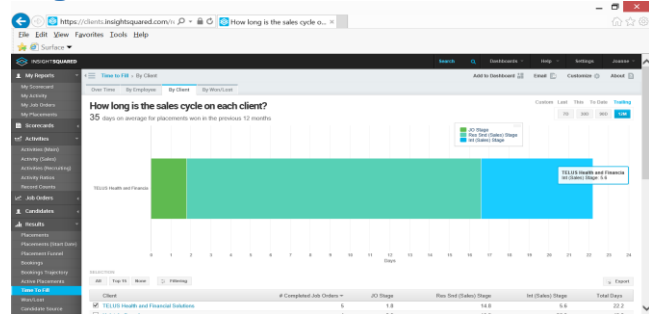 https://clients.insightsquared.com/n
How long is the sales cycle o...
File Edit View Favorites Tools Help
Surface
INSIGHTSQUARED
Search Dashboards Help Settings Joanne
My Reports
My Scorecard
My Activity
My Job Orders
My Placements
Scorecards
Activities
Activities (Main)
Activity (Sales)
Activities (Recruiting)
Activity Ratios
Record Counts
Job Orders
Candidates
Results
Placements
Placements (Start Date)
Placement Funnel
Bookings
Bookings Trajectory
Active Placements
Time To Fill
Won/Lost
Candidate Source
Time to Fill By Client
Add to Dashboard Email Customize About
Over Time By Employee By Client By Won/Lost
How long is the sales cycle on each client?
Custom Last This To Date Trailing
35 days on average for placements won in the previous 12 months
7D 30D 90D 12M
JO Stage
Res Snd (Sales) Stage
Int (Sales) Stage
TELUS Health and Financia
Int (Sales) Stage: 5.6
TELUS Health and Financia
0 1 2 3 4 5 6 7 8 9 10 11 12 13 14 15 16 17 18 19 20 21 22 23 24
Days
SELECTION
All Top 15 None Filtering Export
Client # Completed Job Orders JO Stage Res Snd (Sales) Stage Int (Sales) Stage Total Days
TELUS Health and Financial Solutions 5 1.8 14.8 5.6 22.2